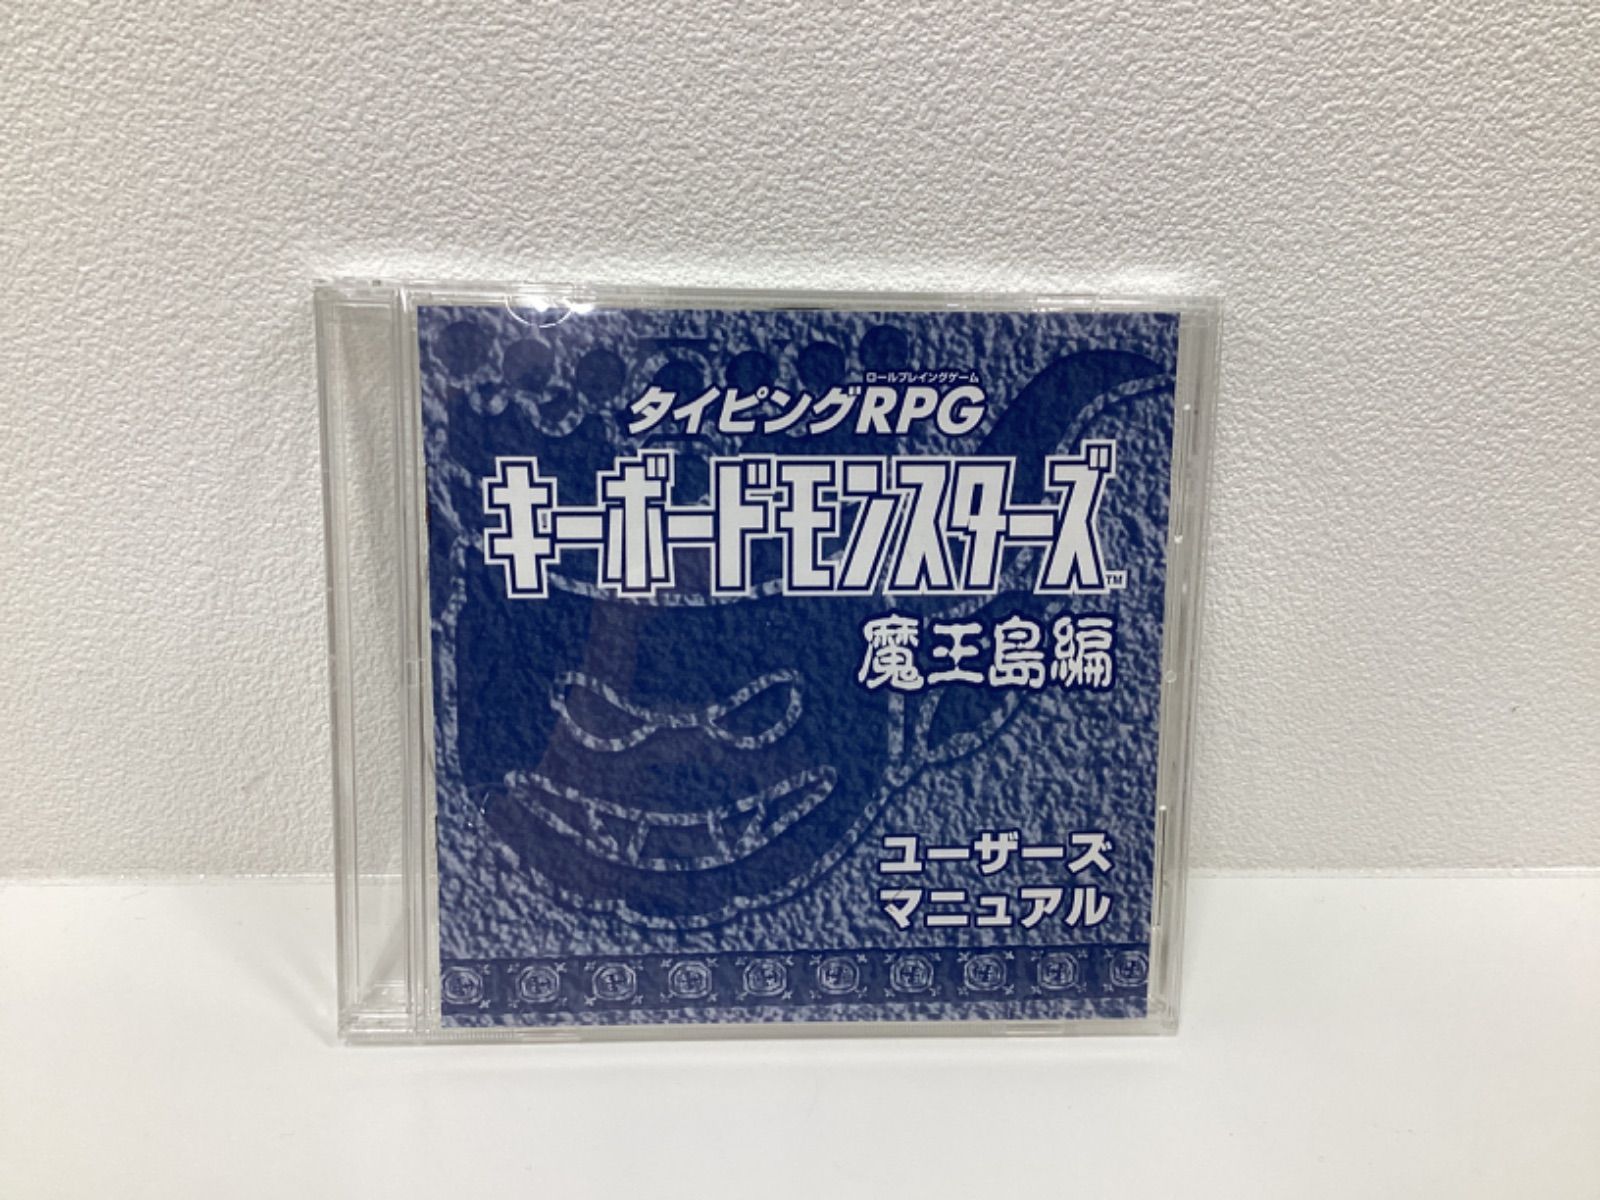 ロールプレイングゲーム
タイピングRPG
キーボードモンスターズ™
魔王島編
ユーザーズ
マニュアル